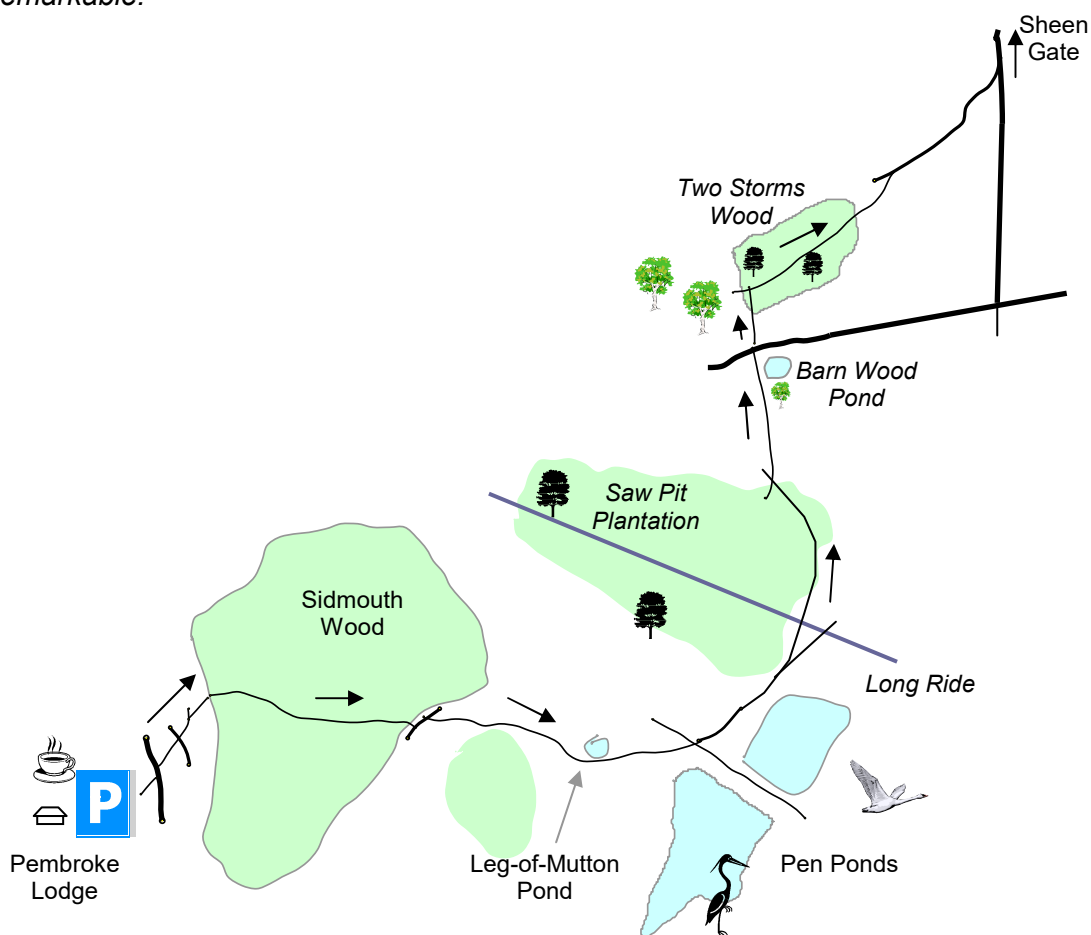 emarkable.
Sheen
Gate
Two Storms
Wood
Barn Wood
Pond
Saw Pit
Plantation
Sidmouth
Wood
Long Ride
P
Pembroke
Lodge
Leg-of-Mutton
Pond
Pen Ponds